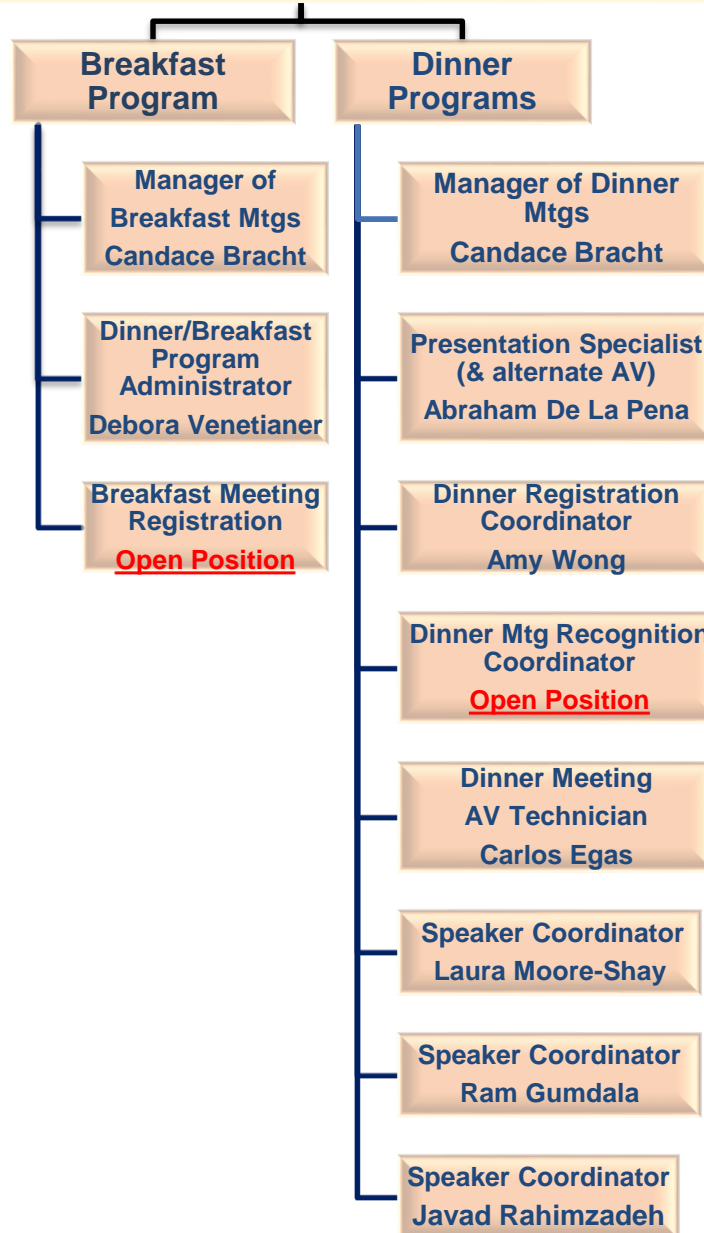 Breakfast
Program
Manager of
Breakfast Mtgs
Candace Bracht
Dinner/Breakfast
Program
Administrator
Debora Venetianer
Breakfast Meeting
Registration
Open Position
Dinner
Programs
Manager of Dinner
Mtgs
Candace Bracht
Presentation Specialist
(& alternate AV)
Abraham De La Pena
Dinner Registration
Coordinator
Amy Wong
Dinner Mtg Recognition
Coordinator
Open Position
Dinner Meeting
AV Technician
Carlos Egas
Speaker Coordinator
Laura Moore-Shay
Speaker Coordinator
Ram Gumdala
Speaker Coordinator
Javad Rahimzadeh